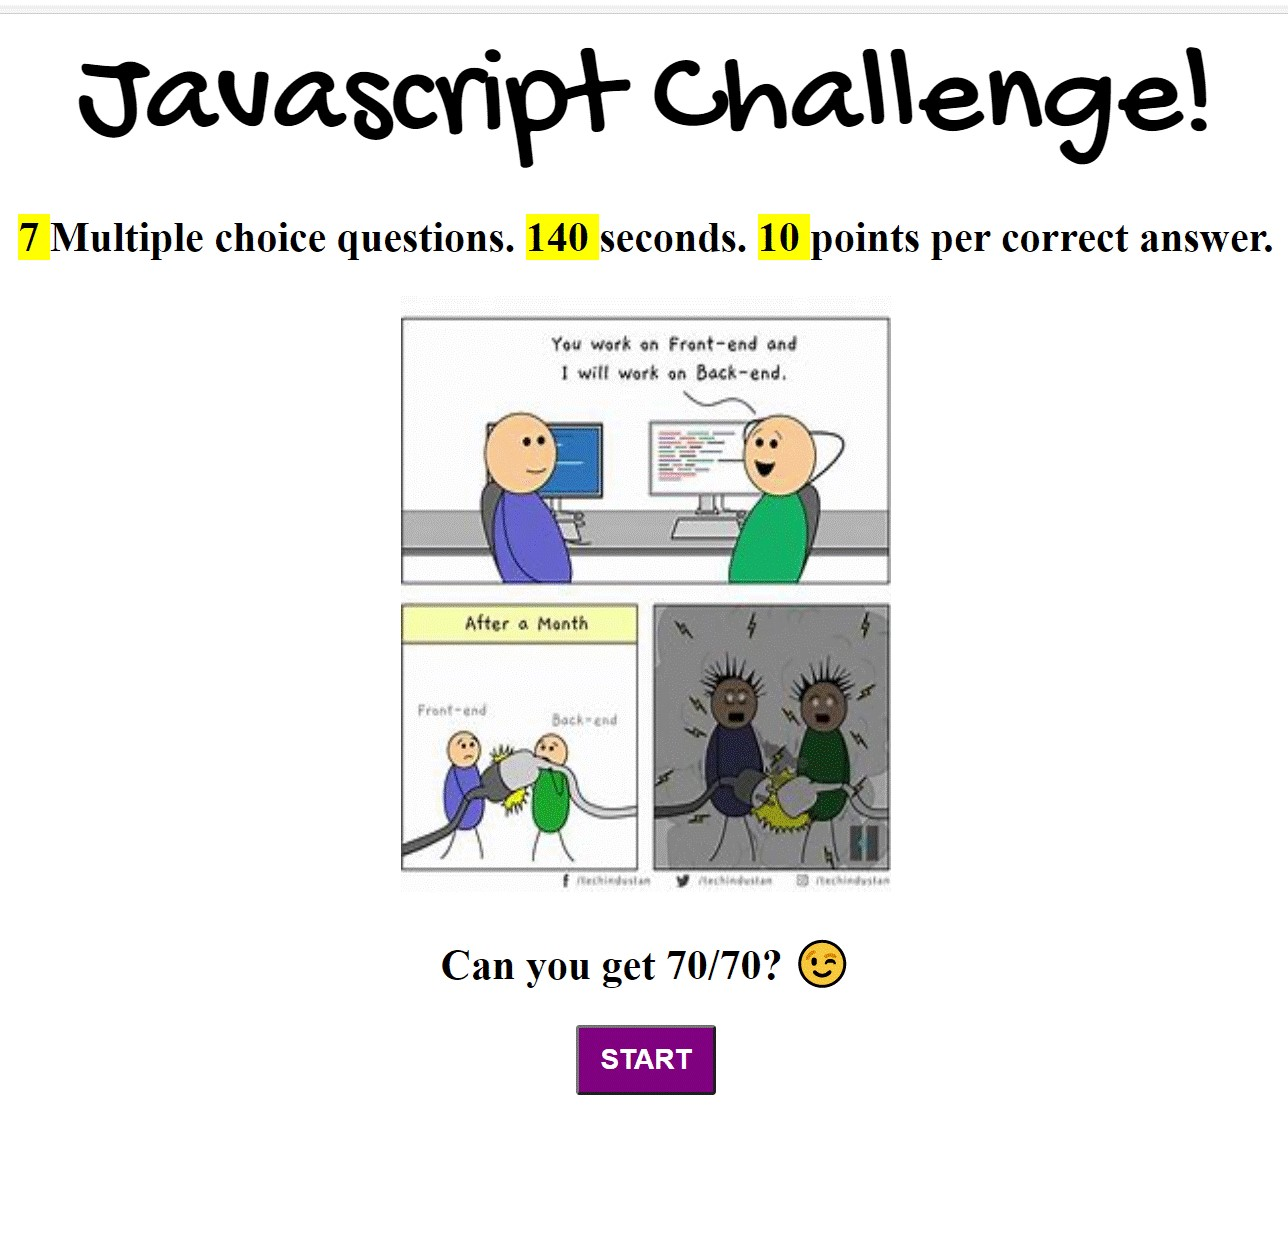 Javascript Challenge!
7 Multiple choice questions. 140 seconds. 10 points per correct answer.
You work on Front-end and
I will work on Back-end.
After a Month
Front-end
Back-end
/techindustan /techindustan /techindustan
Can you get 70/70? 😉
START